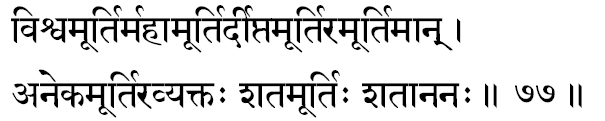 विश्वमूर्तिर्महामूर्तिर्दीप्तमूर्तिरमूर्तिमान् ।
अनेकमूर्तिरव्यक्तः शतमूर्तिः शताननः ॥ ७७ ॥